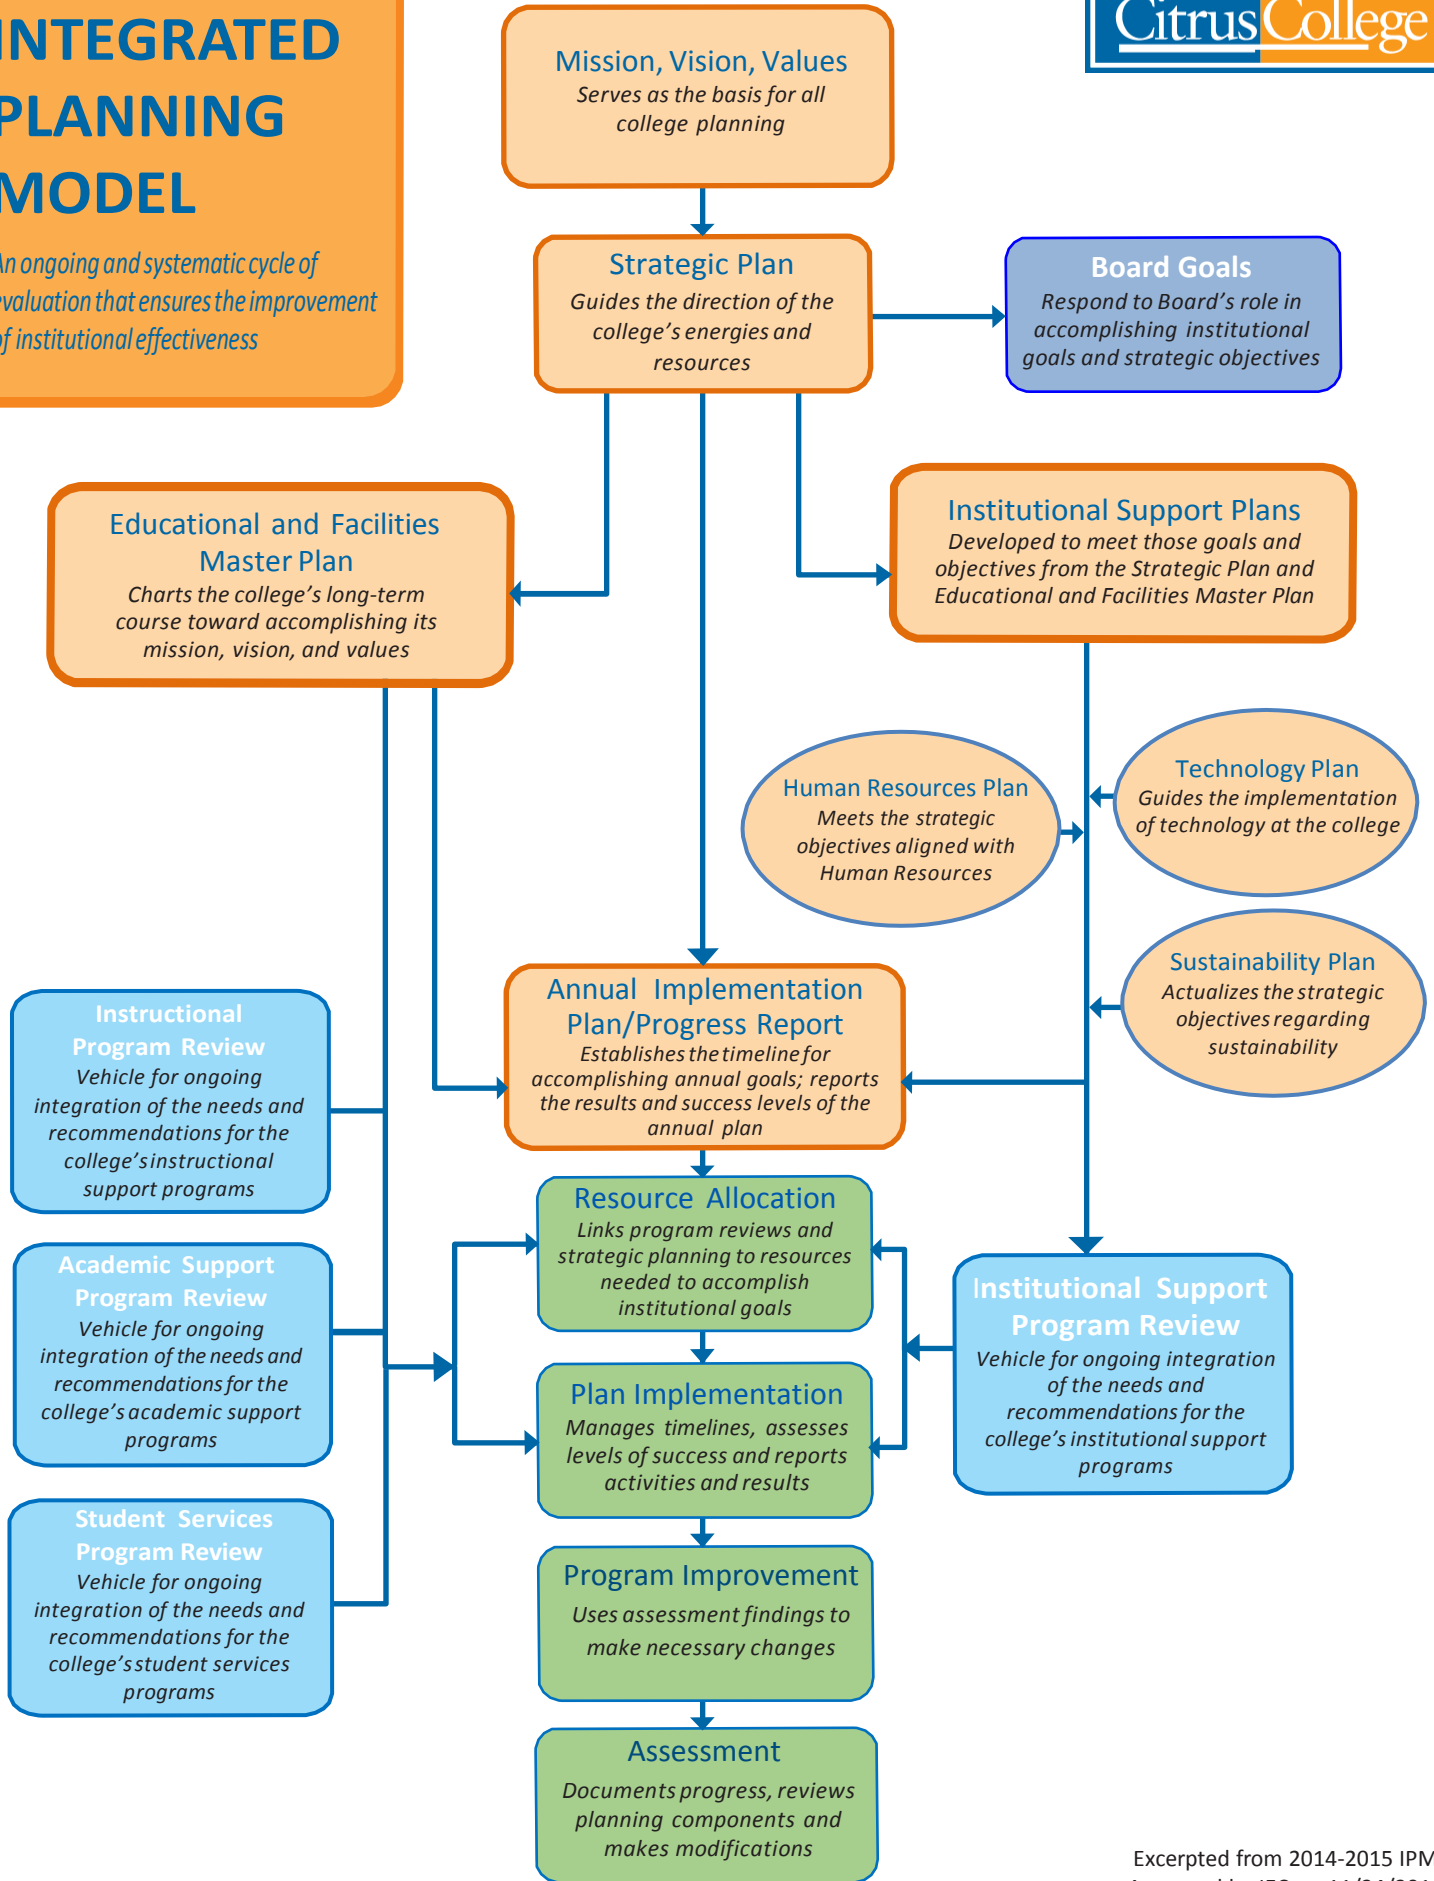 INTEGRATED
PLANNING
MODEL
An ongoing and systematic cycle of
evaluation that ensures the improvement
of institutional effectiveness
Citrus College
Mission, Vision, Values
Serves as the basis for all
college planning
Strategic Plan
Guides the direction of the
college's energies and
resources
Board Goals
Respond to Board's role in
accomplishing institutional
goals and strategic objectives
Educational and Facilities
Master Plan
Charts the college's long-term
course toward accomplishing its
mission, vision, and values
Institutional Support Plans
Developed to meet those goals and
objectives from the Strategic Plan and
Educational and Facilities Master Plan
Human Resources Plan
Meets the strategic
objectives aligned with
Human Resources
Technology Plan
Guides the implementation
of technology at the college
Sustainability Plan
Actualizes the strategic
objectives regarding
sustainability
Annual Implementation
Plan/Progress Report
Establishes the timeline for
accomplishing annual goals; reports
the results and success levels of the
annual plan
Instructional
Program Review
Vehicle for ongoing
integration of the needs and
recommendations for the
college's instructional
support programs
Academic Support
Program Review
Vehicle for ongoing
integration of the needs and
recommendations for the
college's academic support
programs
Student Services
Program Review
Vehicle for ongoing
integration of the needs and
recommendations for the
college's student services
programs
Resource Allocation
Links program reviews and
strategic planning to resources
needed to accomplish
institutional goals
Plan Implementation
Manages timelines, assesses
levels of success and reports
activities and results
Institutional Support
Program Review
Vehicle for ongoing integration
of the needs and
recommendations for the
college's institutional support
programs
Program Improvement
Uses assessment findings to
make necessary changes
Assessment
Documents progress, reviews
planning components and
makes modifications
Excerpted from 2014-2015 IPM